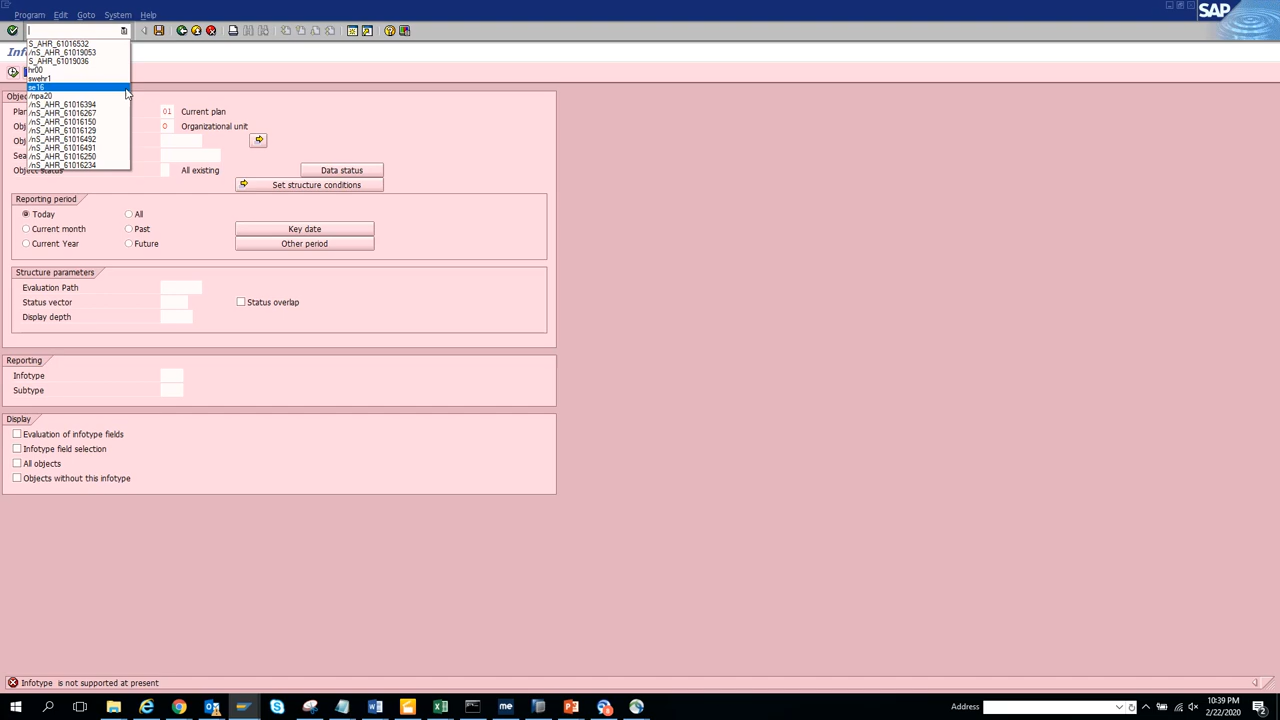 Program Edit Goto System Help
SAP
S_AHR_61016532
/nS_AHR_61019053
S_AHR_61019036
hr00
swehr1
se16
/npa20
/nS_AHR_61016394
/nS_AHR_61016267
/nS_AHR_61016150
/nS_AHR_61016129
/nS_AHR_61016492
/nS_AHR_61016491
/nS_AHR_61016250
/nS_AHR_61016234
01 Current plan
O Organizational unit
Object status All existing
Data status
Set structure conditions
Reporting period
Today All
Current month Past Key date
Current Year Future Other period
Structure parameters
Evaluation Path
Status vector Status overlap
Display depth
Reporting
Infotype
Subtype
Display
Evaluation of infotype fields
Infotype field selection
All objects
Objects without this infotype
Infotype is not supported at present
Address
10:39 PM
2/22/2020